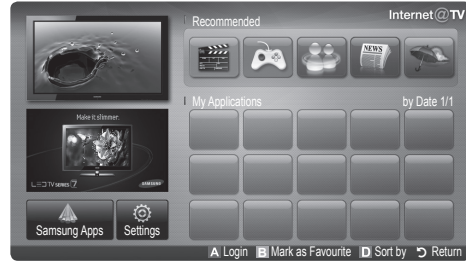 Internet@TV
Recommended
NEWS
My Applications by Date 1/1
Make it slimmer.
LED TV SERIES 7 SAMSUNG
Samsung Apps Settings
A Login B Mark as Favourite D Sort by Return